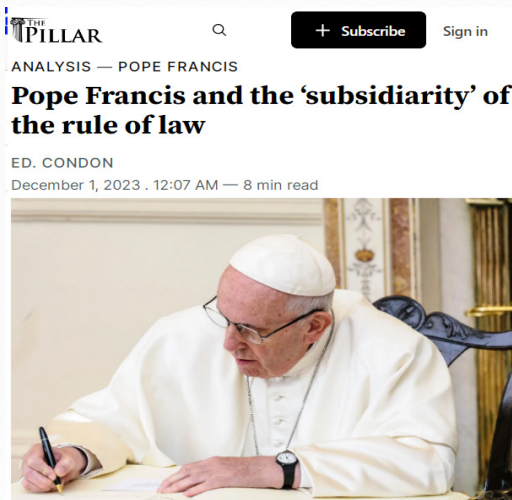 THE
PILLAR
+ Subscribe
Sign in
ANALYSIS — POPE FRANCIS
Pope Francis and the ‘subsidiarity’ of
the rule of law
ED. CONDON
December 1, 2023 . 12:07 AM — 8 min read